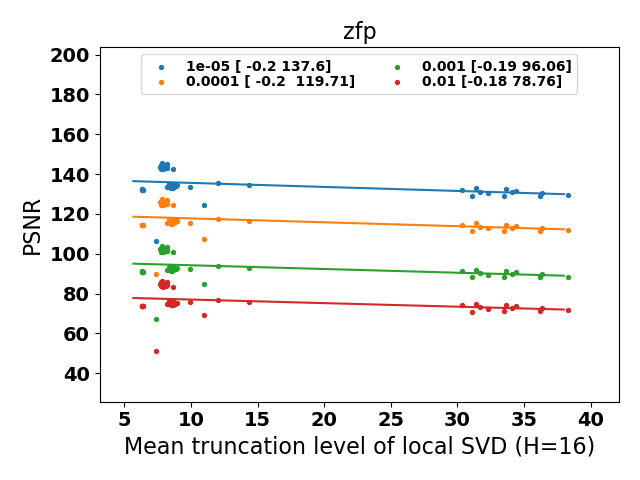 zfp
1e-05 [ -0.2 137.6]
0.0001 [ -0.2  119.71]
0.001 [-0.19 96.06]
0.01 [-0.18 78.76]
PSNR
200
180
160
140
120
100
80
60
40
5 10 15 20 25 30 35 40
Mean truncation level of local SVD (H=16)